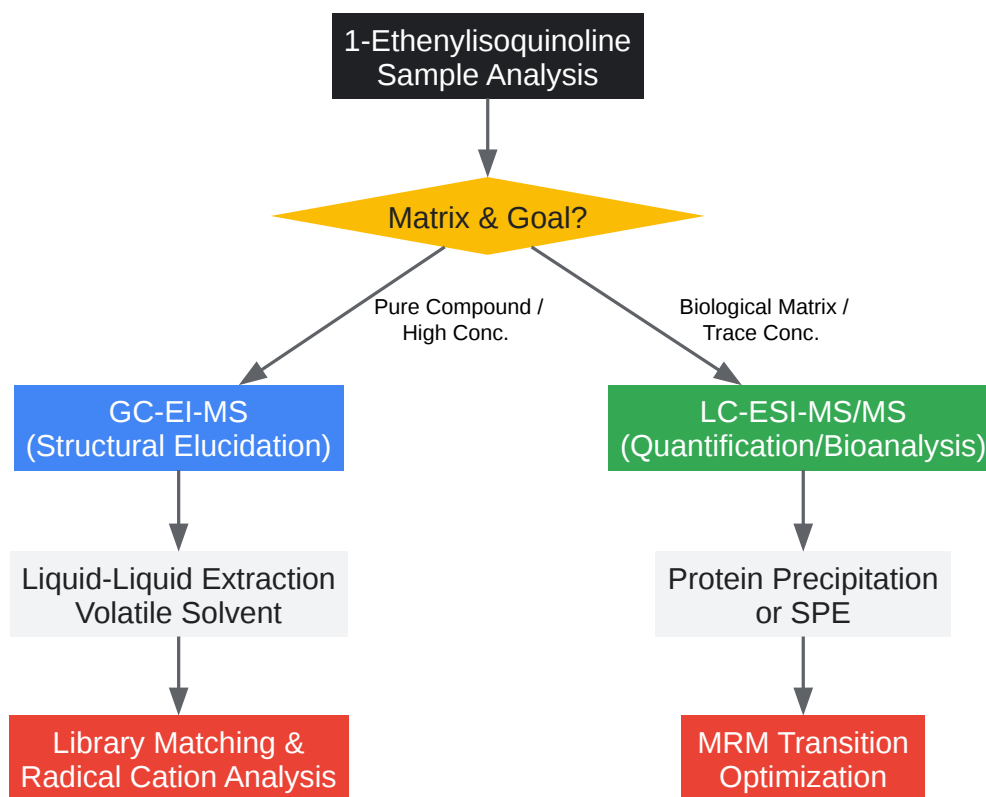 1-Ethenylisoquinoline
Sample Analysis
Matrix & Goal?
Pure Compound /
High Conc.
Biological Matrix /
Trace Conc.
GC-EI-MS
(Structural Elucidation)
LC-ESI-MS/MS
(Quantification/Bioanalysis)
Liquid-Liquid Extraction
Volatile Solvent
Protein Precipitation
or SPE
Library Matching &
Radical Cation Analysis
MRM Transition
Optimization